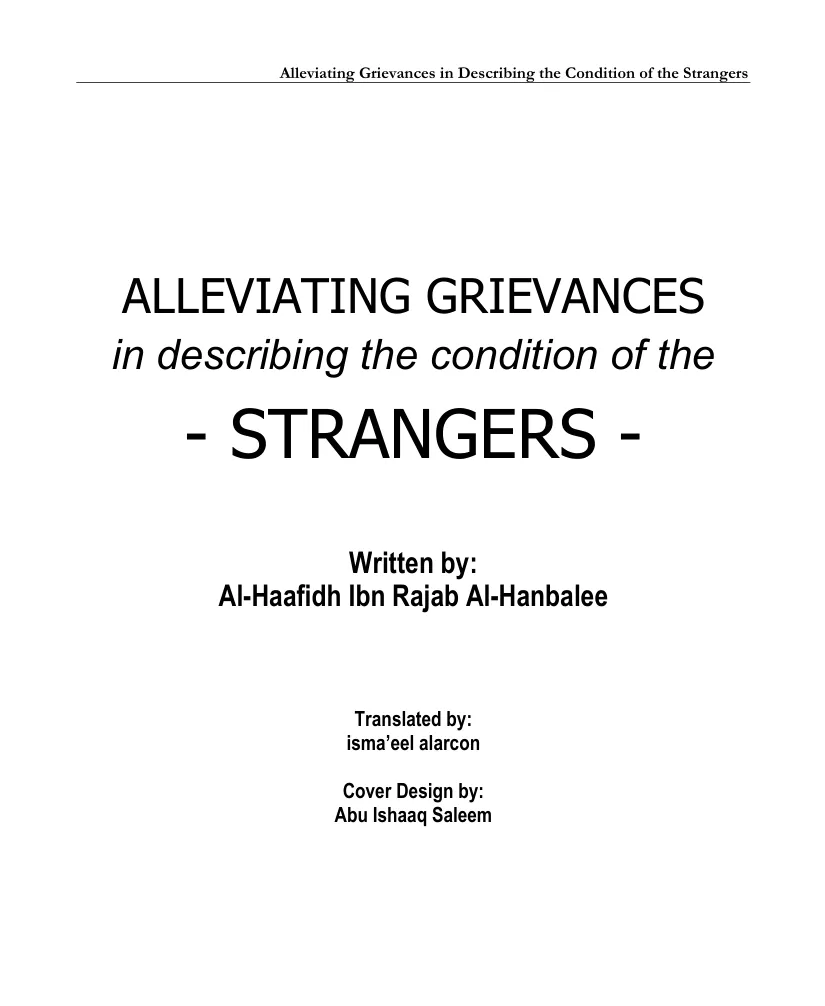 Alleviating Grievances in Describing the Condition of the Strangers
ALLEVIATING GRIEVANCES
in describing the condition of the
- STRANGERS -
Written by:
Al-Haafidh Ibn Rajab Al-Hanbalee
Translated by:
isma’eel alarcon
Cover Design by:
Abu Ishaaq Saleem